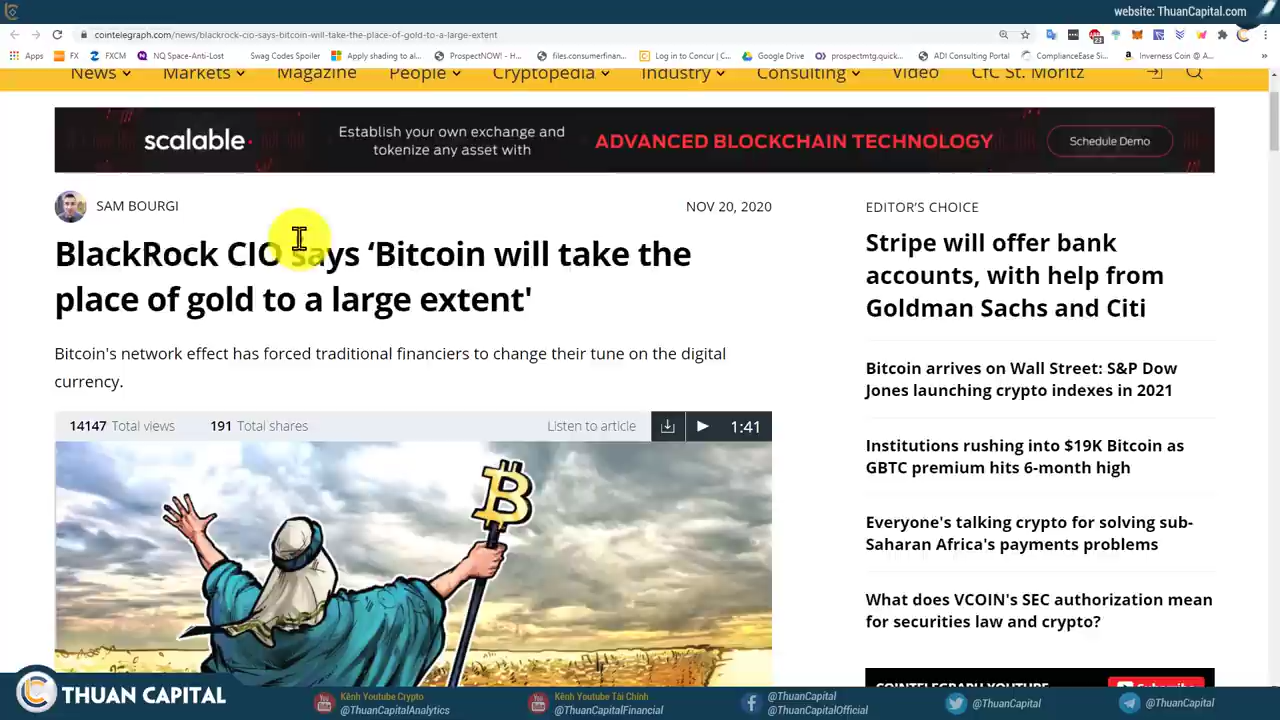 website: ThuanCapital.com
cointelegraph.com/news/blackrock-cio-says-bitcoin-will-take-the-place-of-gold-to-a-large-extent
Apps FX FXCM NQ Space-Anti-Lost Swag Codes Spoiler Apply shading to al... ProspectNOW! - H... files.consumerfinan... Log in to Concur | C... Google Drive prospectmtg.quick... ADI Consulting Portal ComplianceEase Si... Inverness Coin @ A...
News Markets Magazine People Cryptopedia Industry Consulting Video CfC St. Moritz
scalable.
Establish your own exchange and
tokenize any asset with
ADVANCED BLOCKCHAIN TECHNOLOGY
Schedule Demo
SAM BOURGI
NOV 20, 2020
BlackRock CIO says ‘Bitcoin will take the
place of gold to a large extent'
Bitcoin's network effect has forced traditional financiers to change their tune on the digital
currency.
14147 Total views 191 Total shares Listen to article 1:41
EDITOR'S CHOICE
Stripe will offer bank
accounts, with help from
Goldman Sachs and Citi
Bitcoin arrives on Wall Street: S&P Dow
Jones launching crypto indexes in 2021
Institutions rushing into $19K Bitcoin as
GBTC premium hits 6-month high
Everyone's talking crypto for solving sub-
Saharan Africa's payments problems
What does VCOIN's SEC authorization mean
for securities law and crypto?
COINTELEGRAPH YOUTUBE
Subscribe
THUAN CAPITAL
Kênh Youtube Crypto
@ThuanCapitalAnalytics
Kênh Youtube Tài Chính
@ThuanCapitalFinancial
@ThuanCapital
@ThuanCapitalOfficial
@ThuanCapital
@ThuanCapital